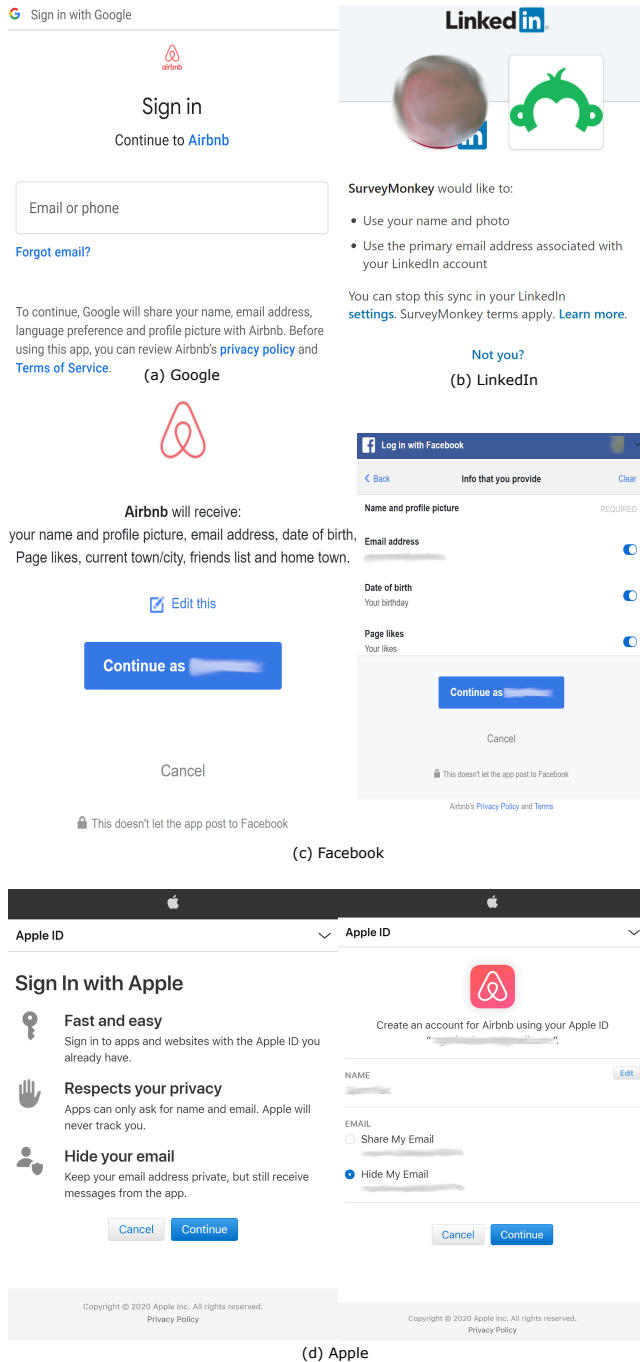 Sign in with Google
airbnb
Sign in
Continue to Airbnb
Email or phone
Forgot email?
To continue, Google will share your name, email address,
language preference and profile picture with Airbnb. Before
using this app, you can review Airbnb's privacy policy and
Terms of Service.
(a) Google
Linked in
in
SurveyMonkey would like to:
• Use your name and photo
• Use the primary email address associated with
your LinkedIn account
You can stop this sync in your LinkedIn
settings. SurveyMonkey terms apply. Learn more.
Not you?
(b) LinkedIn
Airbnb will receive:
your name and profile picture, email address, date of birth,
Page likes, current town/city, friends list and home town.
Edit this
Continue as
Cancel
This doesn't let the app post to Facebook
Log in with Facebook
Back Info that you provide Clear
Name and profile picture REQUIRED
Email address
Date of birth
Your birthday
Page likes
Your likes
Continue as
Cancel
This doesn't let the app post to Facebook
Airbnb's Privacy Policy and Terms
(c) Facebook
Apple ID
Sign In with Apple
Fast and easy
Sign in to apps and websites with the Apple ID you
already have.
Respects your privacy
Apps can only ask for name and email. Apple will
never track you.
Hide your email
Keep your email address private, but still receive
messages from the app.
Cancel Continue
Copyright © 2020 Apple Inc. All rights reserved.
Privacy Policy
Apple ID
Create an account for Airbnb using your Apple ID
“ ”.
NAME Edit
EMAIL
Share My Email
Hide My Email
Cancel Continue
Copyright © 2020 Apple Inc. All rights reserved.
Privacy Policy
(d) Apple